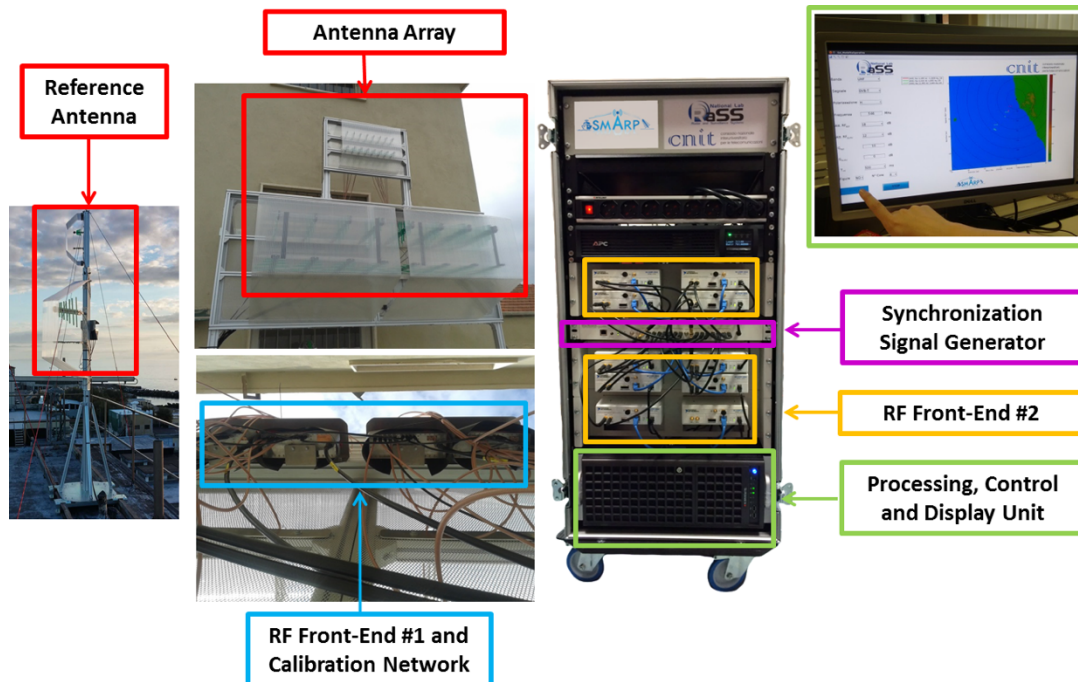 Antenna Array
Reference
Antenna
SMARP
National Lab
RaSS
cnit
APC
RaSS
cnit
SMARP
Synchronization
Signal Generator
RF Front-End #2
Processing, Control
and Display Unit
RF Front-End #1 and
Calibration Network